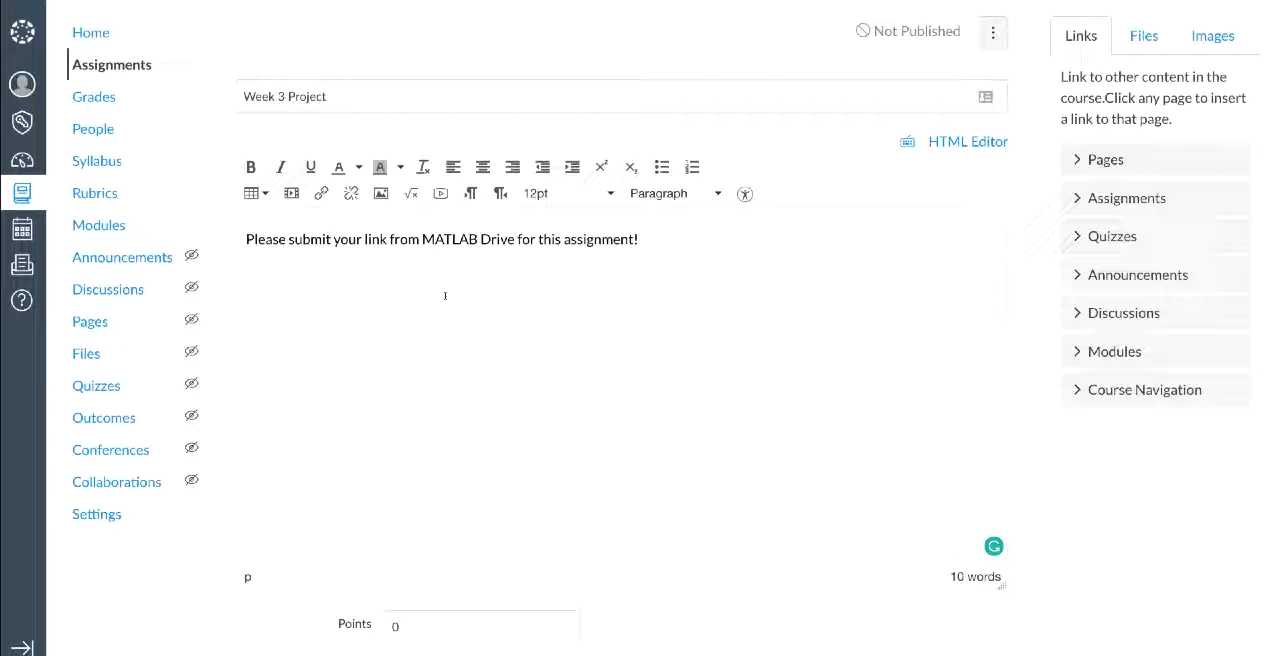 Home
Assignments
Grades
People
Syllabus
Rubrics
Modules
Announcements
Discussions
Pages
Files
Quizzes
Outcomes
Conferences
Collaborations
Settings
Not Published
Week 3 Project
HTML Editor
12pt Paragraph
Please submit your link from MATLAB Drive for this assignment!
p 10 words
Points 0
Links Files Images
Link to other content in the
course.Click any page to insert
a link to that page.
Pages
Assignments
Quizzes
Announcements
Discussions
Modules
Course Navigation